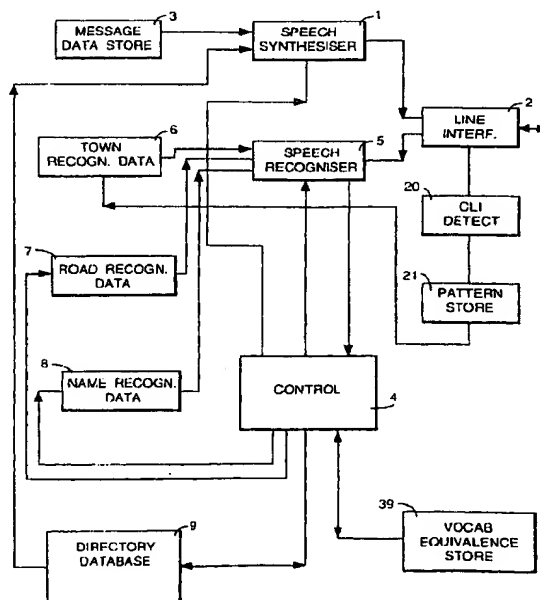 3
MESSAGE
DATA STORE
1
SPEECH
SYNTHESISER
2
LINE
INTERF.
6
TOWN
RECOGN. DATA
5
SPEECH
RECOGNISER
20
CLI
DETECT
7
ROAD RECOGN.
DATA
21
PATTERN
STORE
8
NAME RECOGN.
DATA
CONTROL
4
9
DIRECTORY
DATABASE
39
VOCAB
EQUIVALENCE
STORE